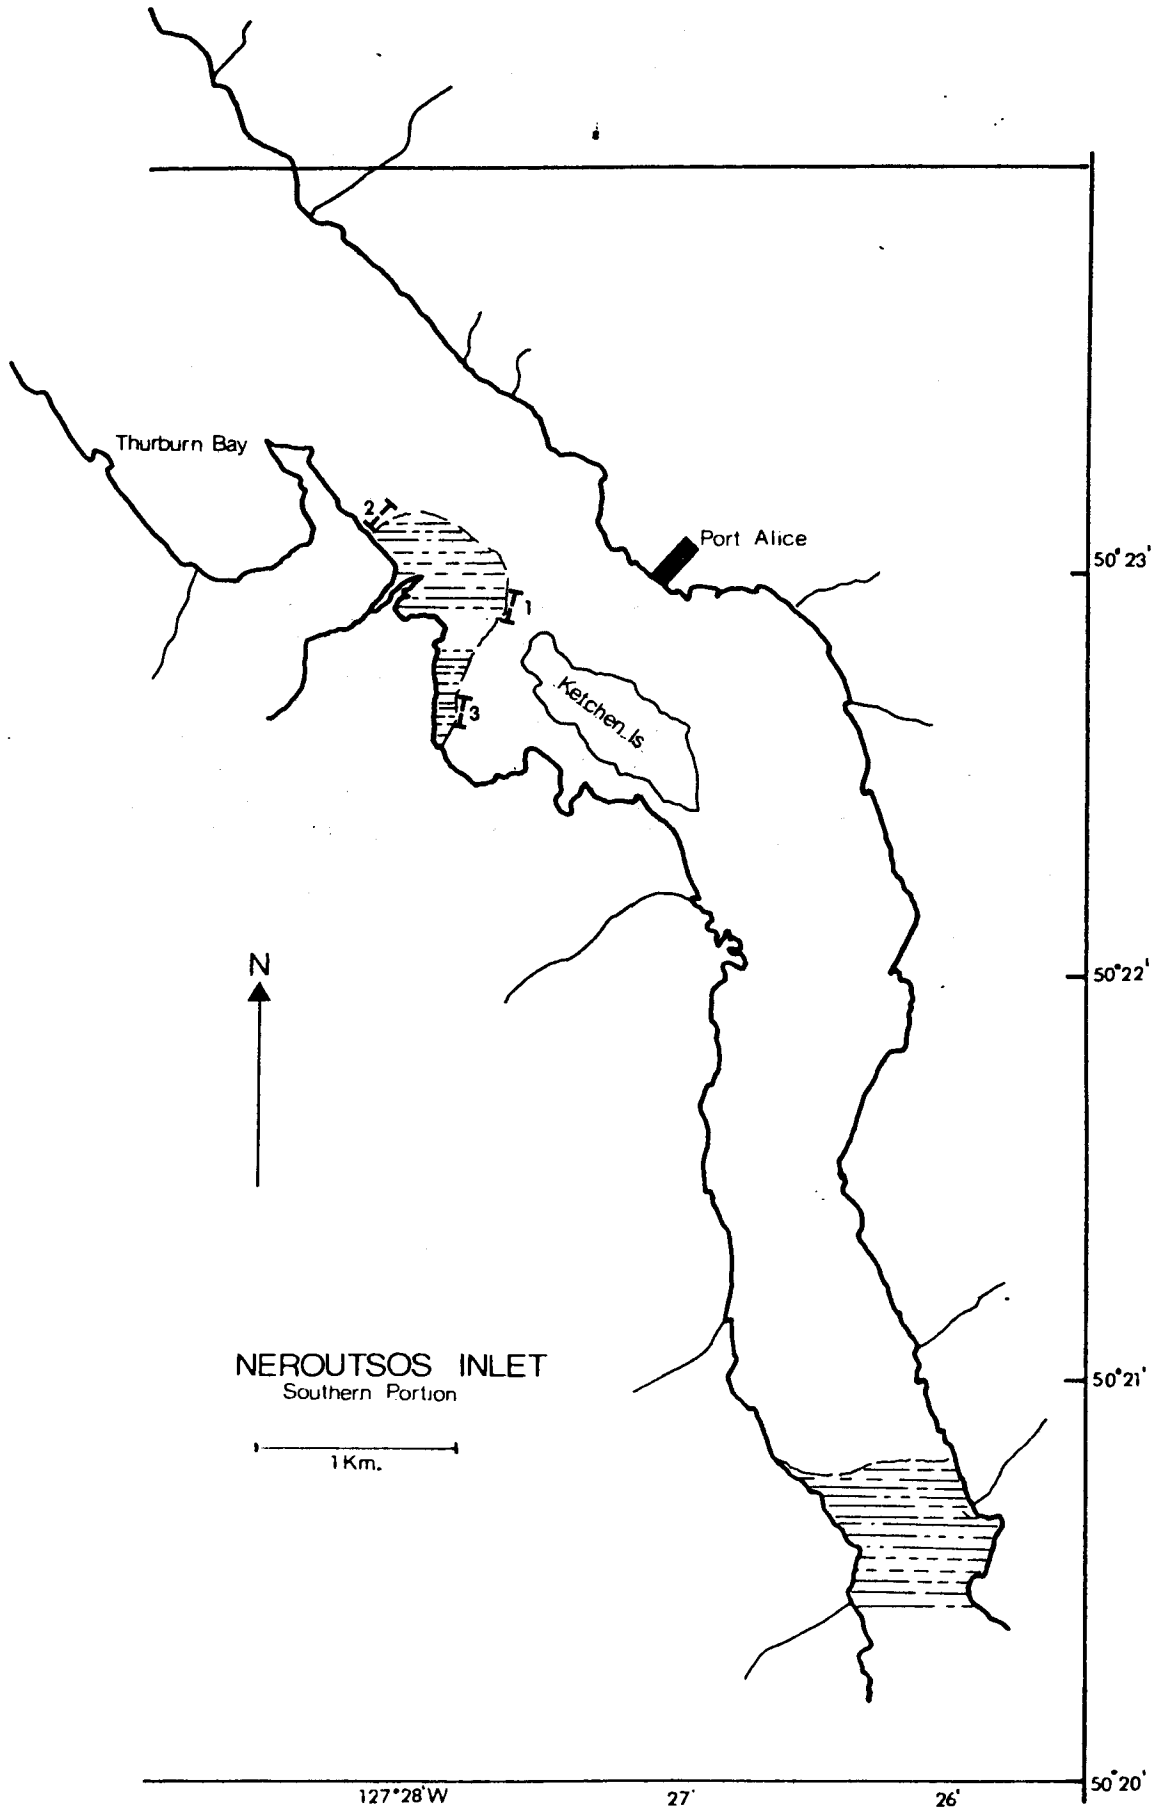 Thurburn Bay
2
Port Alice
50°23'
1
Ketchen Is
3
N
50°22'
NEROUTSOS INLET
Southern Portion
50°21'
1 Km.
50°20'
127°28'W
27'
26'